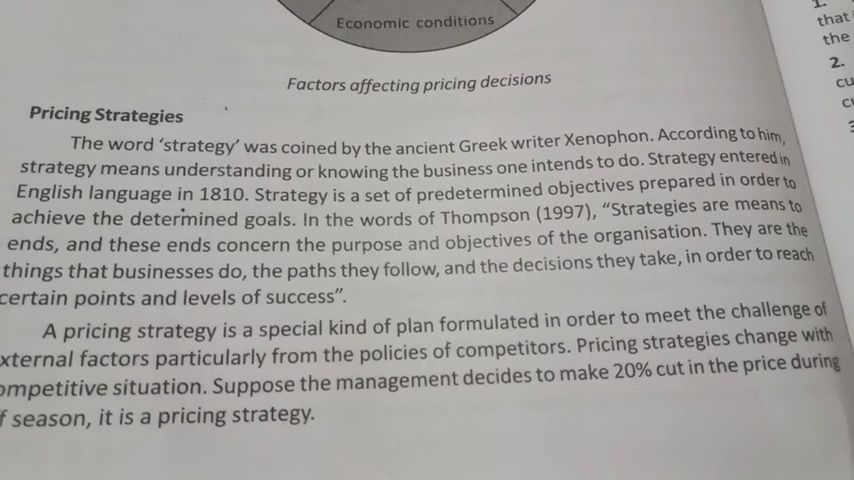 Economic conditions
Factors affecting pricing decisions
Pricing Strategies
The word ‘strategy’ was coined by the ancient Greek writer Xenophon. According to him,
strategy means understanding or knowing the business one intends to do. Strategy entered in
English language in 1810. Strategy is a set of predetermined objectives prepared in order to
achieve the determined goals. In the words of Thompson (1997), “Strategies are means to
ends, and these ends concern the purpose and objectives of the organisation. They are the
things that businesses do, the paths they follow, and the decisions they take, in order to reach
certain points and levels of success”.
A pricing strategy is a special kind of plan formulated in order to meet the challenge of
xternal factors particularly from the policies of competitors. Pricing strategies change with
ompetitive situation. Suppose the management decides to make 20% cut in the price during
f season, it is a pricing strategy.
1.
that
the
2.
cu